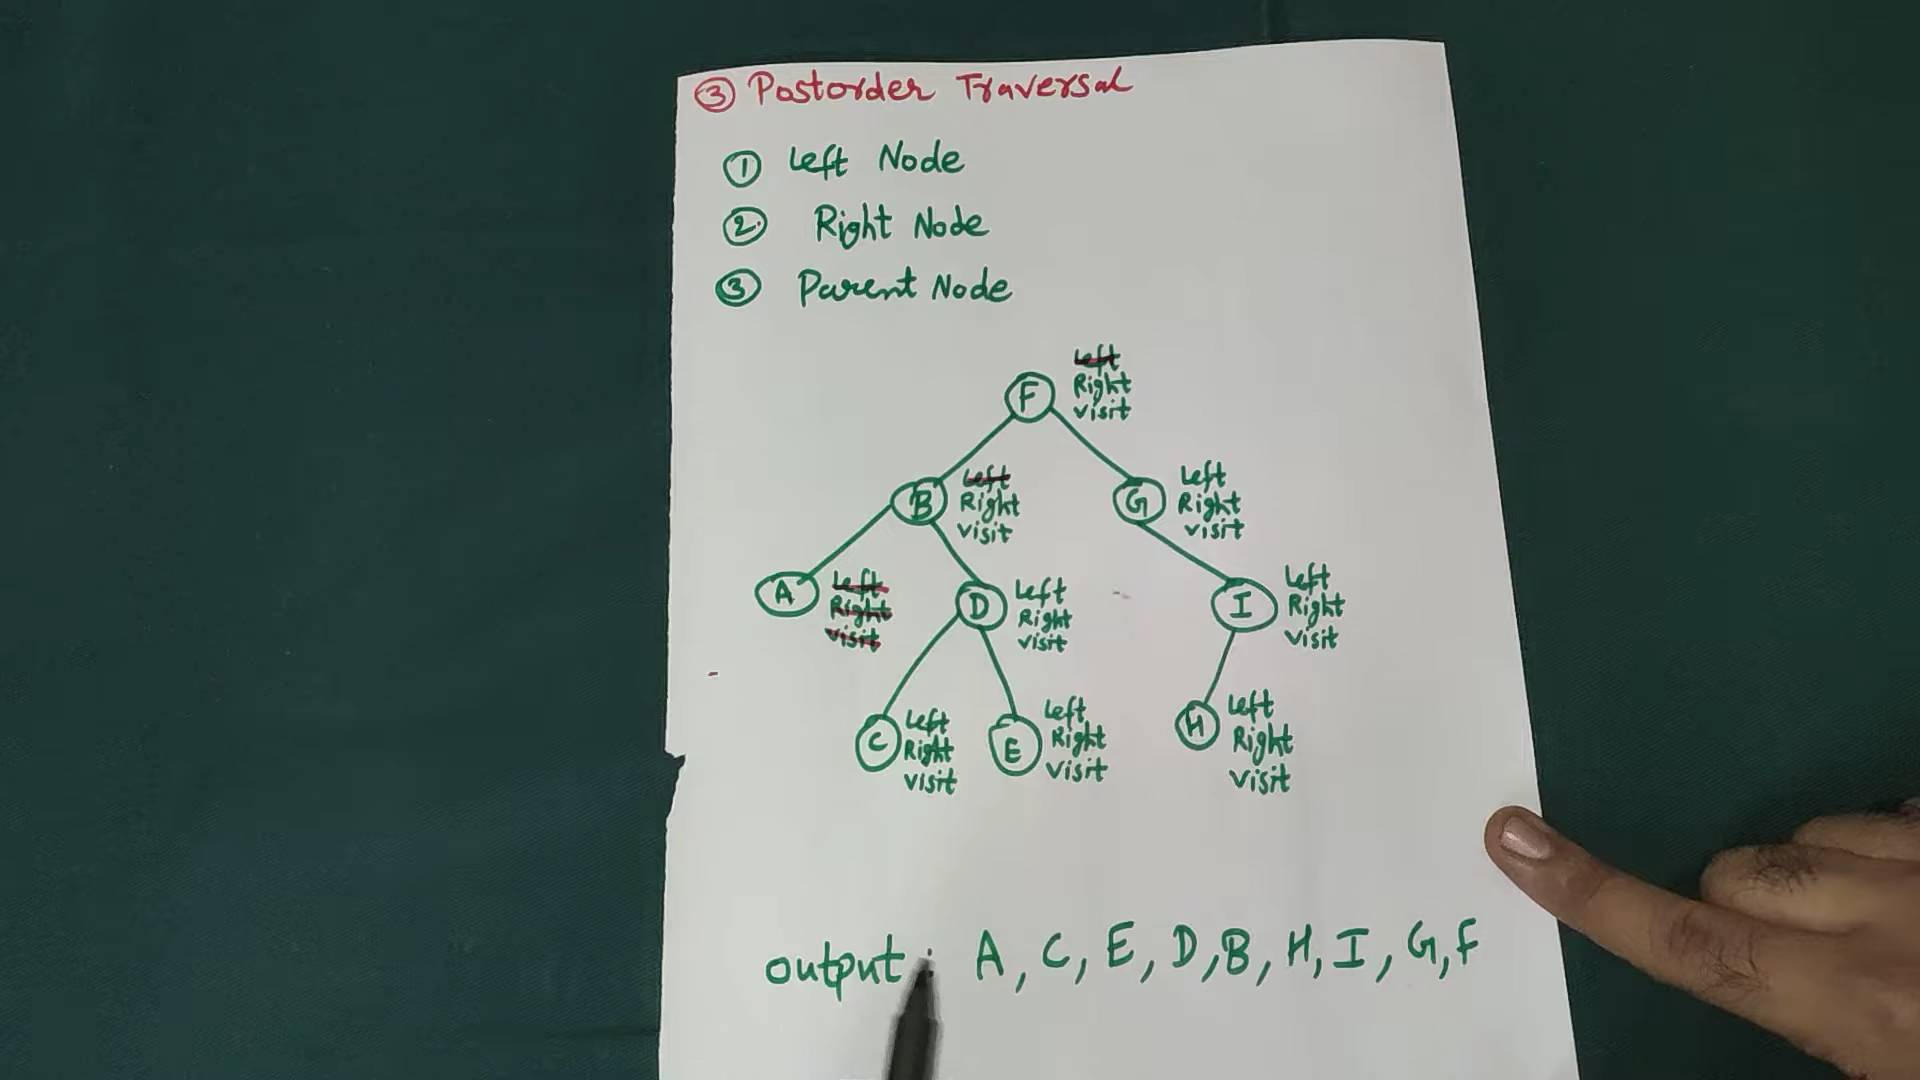 ③ Postorder Traversal
① Left Node
② Right Node
③ Parent Node
Left
Right
visit
F
Left
Right
visit
B
Left
Right
visit
G
Left
Right
visit
A
Left
Right
visit
D
Left
Right
visit
I
Left
Right
visit
C
Left
Right
visit
E
Left
Right
visit
H
output : A, C, E, D, B, H, I, G, F